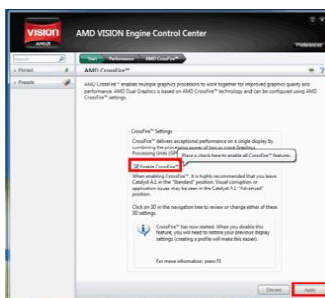 VISION
AMD
AMD VISION Engine Control Center
Preferences
Search
Start Performance AMD CrossFire™
Pinned
Presets
AMD CrossFire™
AMD CrossFire™ enables multiple graphics processors to work together for improved graphics quality and
performance. AMD Dual Graphics is based on AMD CrossFire™ technology and can be configured using AMD
CrossFire™ settings.
CrossFire™ Settings
CrossFire™ delivers exceptional performance on a single display by
combining the processing power of two or more Graphics
Processing Units (GPU
Place a check here to enable all CrossFire™ features.
Enable CrossFire™
When enabling CrossFire™, it is highly recommended that you leave
Catalyst A.I. in the "Standard" position. Visual corruption or
application issues may be seen in the Catalyst A.I. "Advanced"
position.
Click on 3D in the navigation tree to review or change either of these
3D settings.
CrossFire™ has now started. When you disable this
feature, you will need to restore your previous display
settings (creating a profile will make this easier).
For more information, press F1.
Discard
Apply